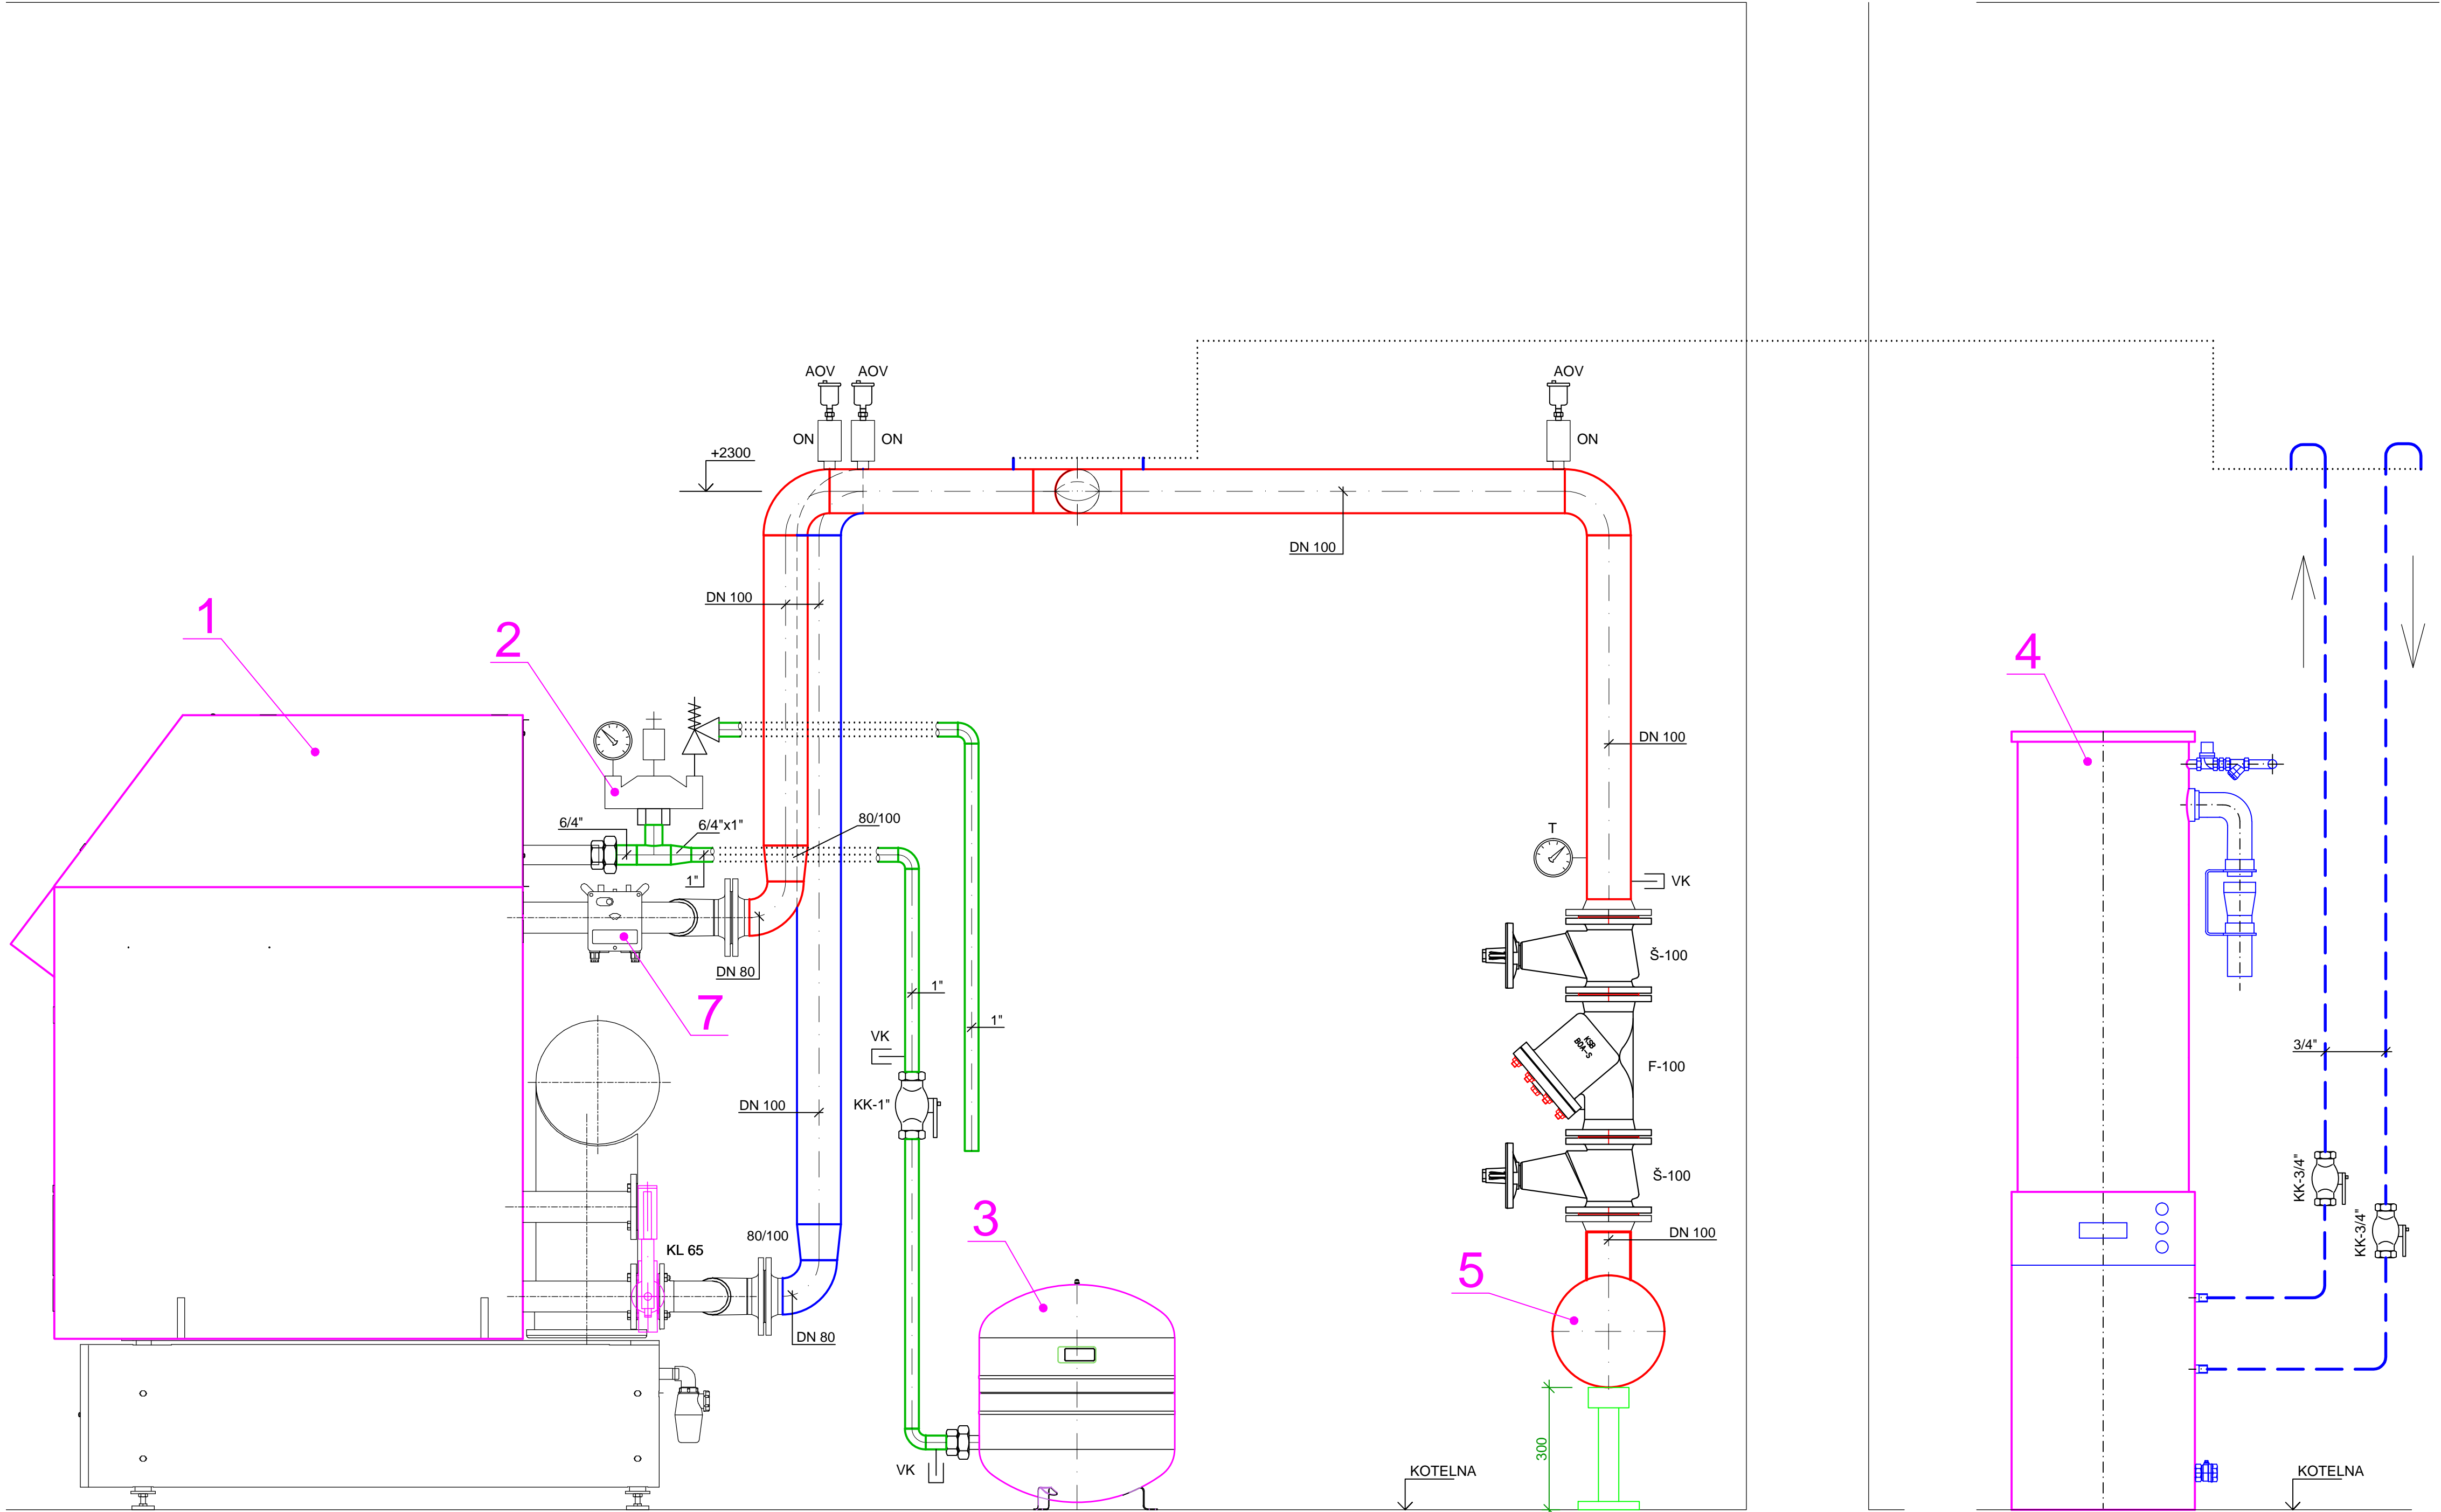 AOV AOV AOV
ON ON ON
+2300
DN 100
DN 100
1
2
4
DN 100
6/4" 6/4"x1" 80/100
1"
T
VK
DN 80
Š-100
7
1"
1"
VK
3/4"
KSB
BOA-S
F-100
DN 100
KK-1"
KK-3/4"
Š-100
3
KK-3/4"
80/100
KL 65
DN 100
5
DN 80
300
VK
KOTELNA
KOTELNA